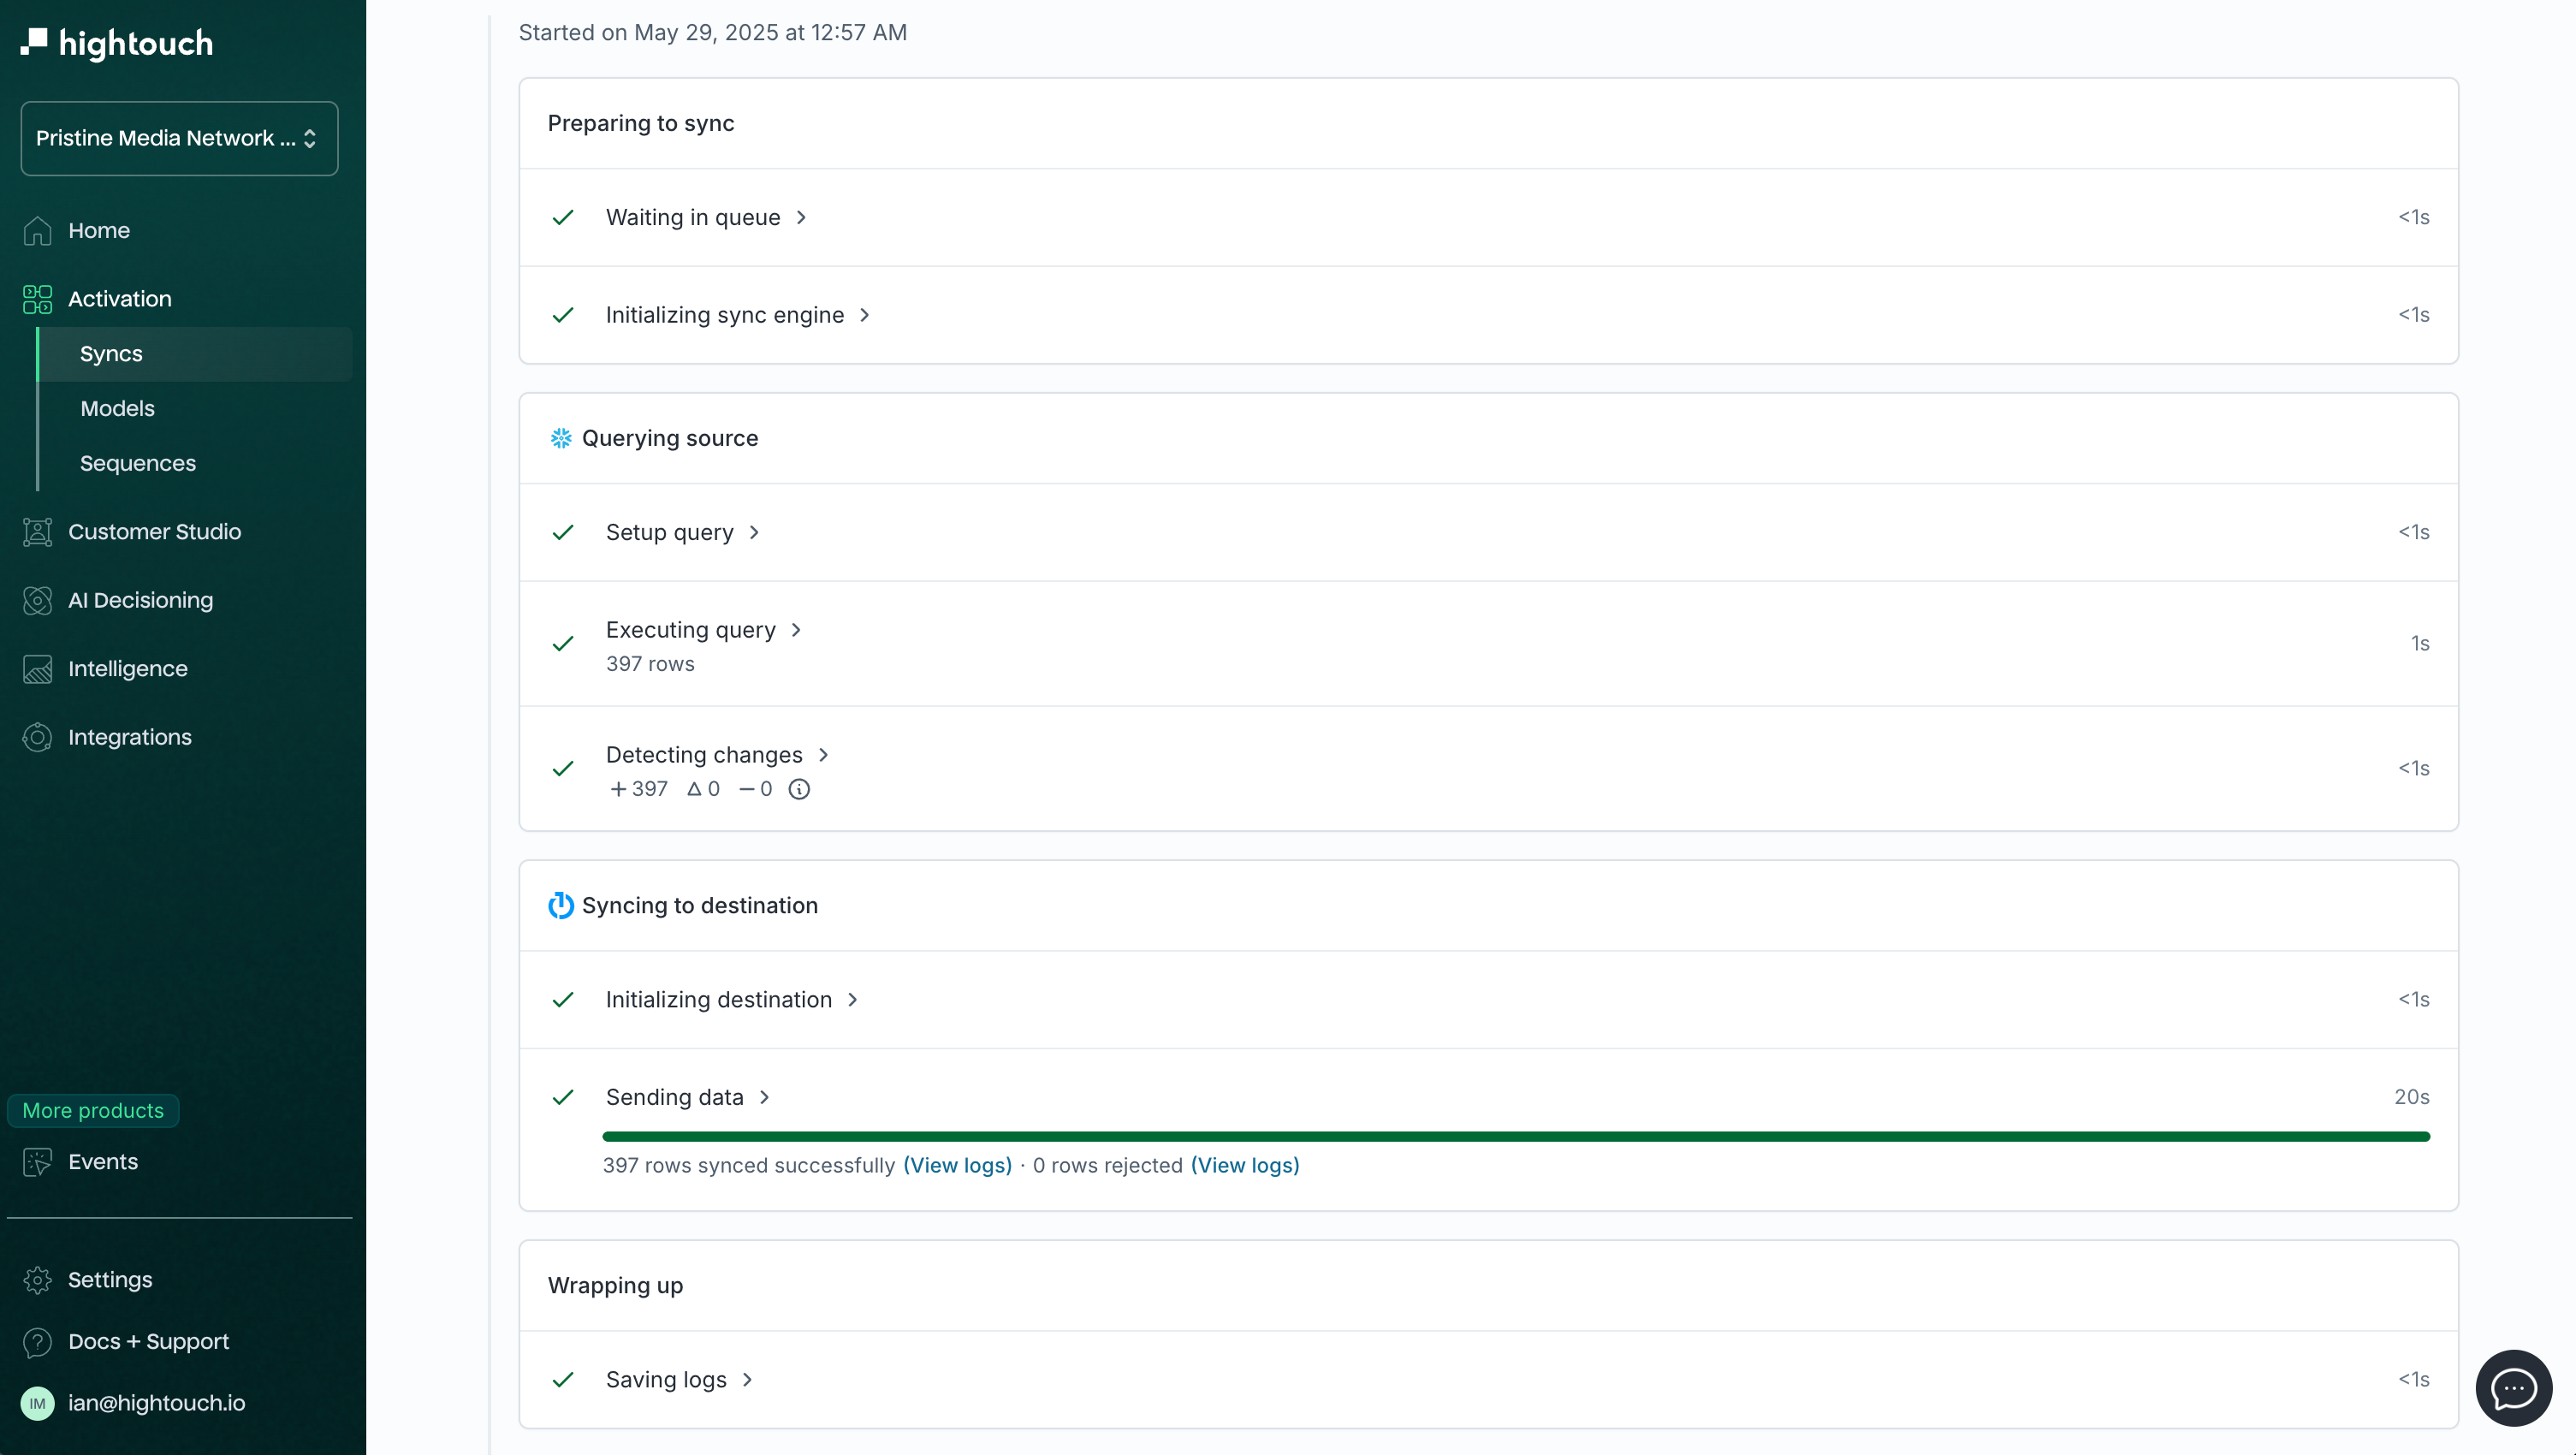 hightouch
Pristine Media Network ...
Home
Activation
Syncs
Models
Sequences
Customer Studio
AI Decisioning
Intelligence
Integrations
More products
Events
Settings
Docs + Support
IM
ian@hightouch.io
Started on May 29, 2025 at 12:57 AM
Preparing to sync
Waiting in queue <1s
Initializing sync engine <1s
Querying source
Setup query <1s
Executing query 1s
397 rows
Detecting changes <1s
+ 397 △ 0 − 0
Syncing to destination
Initializing destination <1s
Sending data 20s
397 rows synced successfully (View logs) · 0 rows rejected (View logs)
Wrapping up
Saving logs <1s